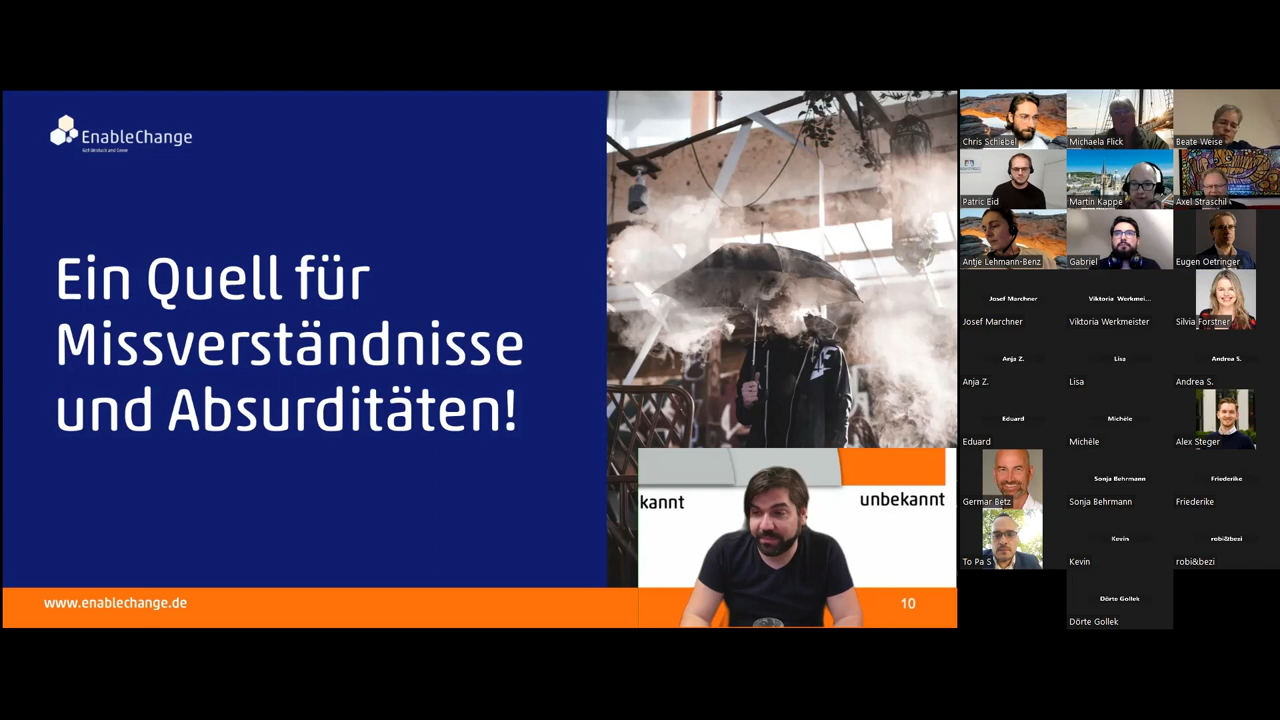 EnableChange
Ein Quell für
Missverständnisse
und Absurditäten!
kannt
unbekannt
www.enablechange.de
10
Chris Schiebel
Michaela Flick
Beate Weise
Patric Eid
Martin Kappe
Axel Straschil
Antje Lehmann-Benz
Gabriel
Eugen Oetringer
Josef Marchner
Josef Marchner
Viktoria Werkmei...
Viktoria Werkmeister
Silvia Forstner
Anja Z.
Anja Z.
Lisa
Lisa
Andrea S.
Andrea S.
Eduard
Eduard
Michèle
Michèle
Alex Steger
Germar Betz
Sonja Behrmann
Sonja Behrmann
Friederike
Friederike
To Pa S
Kevin
Kevin
robi&bezi
robi&bezi
Dörte Gollek
Dörte Gollek